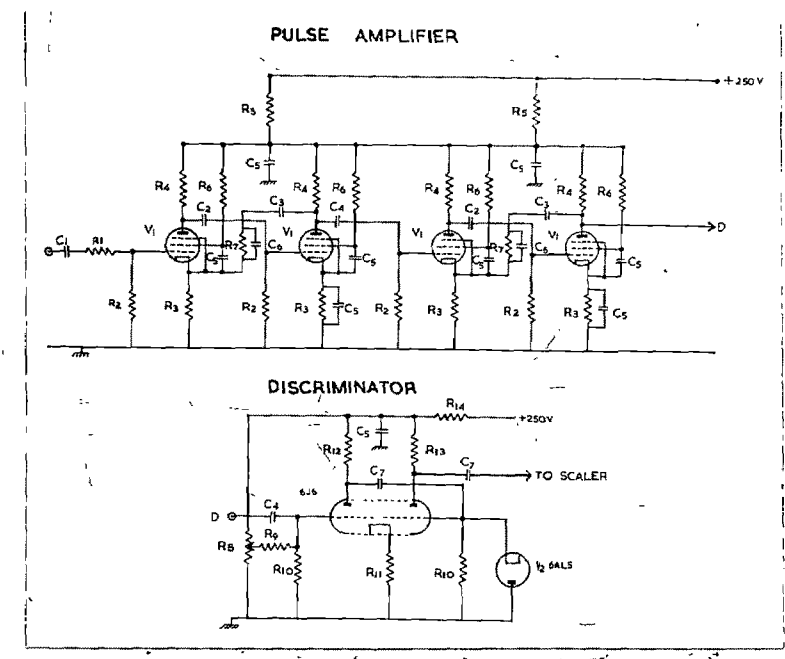 PULSE AMPLIFIER
+250V
R5 R5
C5 C5
R4 R6 R4 R6 R4 R6 R4 R6
C2 C3 C4 C2 C3
V1 V1 V1 V1
D
C1 R1 C5 R7 C6 C5 C5 R7 C6 C5
R2 R3 R2 R3 C5 R2 R3 R2 R3 C5
DISCRIMINATOR
R14
+250V
C5
R12 R13
C7 C7
TO SCALER
6J6
D C4
R8 R9
R10 R11 R10
½ 6AL5